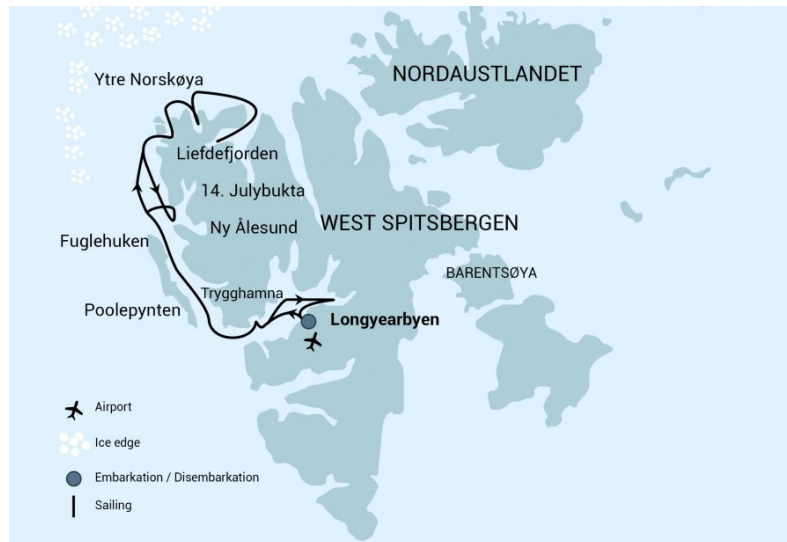 Ytre Norskøya
NORDAUSTLANDET
Liefdefjorden
14. Julybukta
Ny Ålesund
WEST SPITSBERGEN
Fuglehuken
BARENTSØYA
Trygghamna
Poolepynten
Longyearbyen
Airport
Ice edge
Embarkation / Disembarkation
Sailing